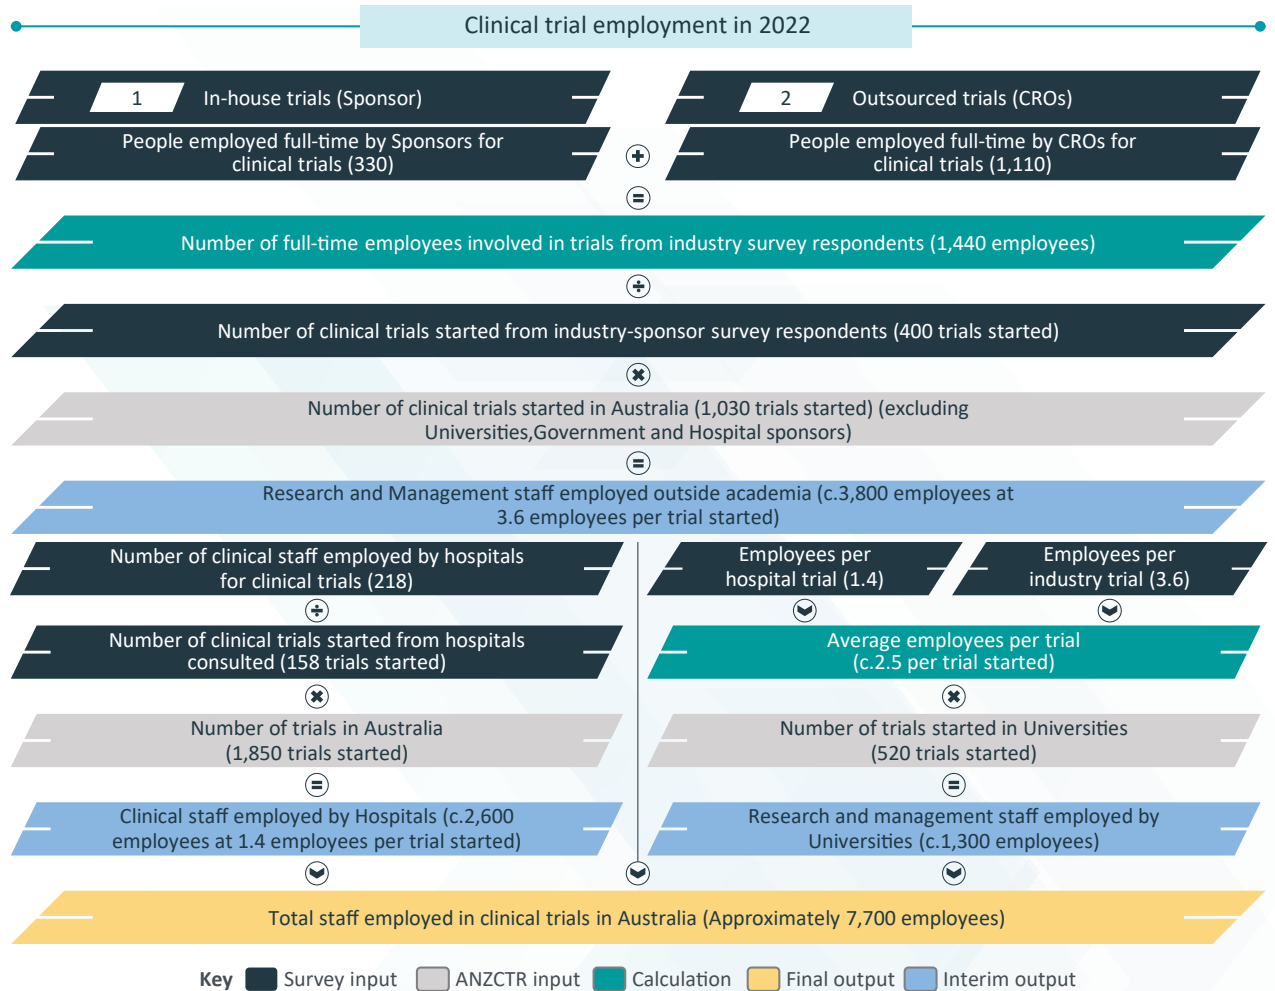 Clinical trial employment in 2022
1
In-house trials (Sponsor)
2
Outsourced trials (CROs)
People employed full-time by Sponsors for
clinical trials (330)
People employed full-time by CROs for
clinical trials (1,110)
Number of full-time employees involved in trials from industry survey respondents (1,440 employees)
Number of clinical trials started from industry-sponsor survey respondents (400 trials started)
Number of clinical trials started in Australia (1,030 trials started) (excluding
Universities,Government and Hospital sponsors)
Research and Management staff employed outside academia (c.3,800 employees at
3.6 employees per trial started)
Number of clinical staff employed by hospitals
for clinical trials (218)
Employees per
hospital trial (1.4)
Employees per
industry trial (3.6)
Number of clinical trials started from hospitals
consulted (158 trials started)
Average employees per trial
(c.2.5 per trial started)
Number of trials in Australia
(1,850 trials started)
Number of trials started in Universities
(520 trials started)
Clinical staff employed by Hospitals (c.2,600
employees at 1.4 employees per trial started)
Research and management staff employed by
Universities (c.1,300 employees)
Total staff employed in clinical trials in Australia (Approximately 7,700 employees)
Key
Survey input
ANZCTR input
Calculation
Final output
Interim output